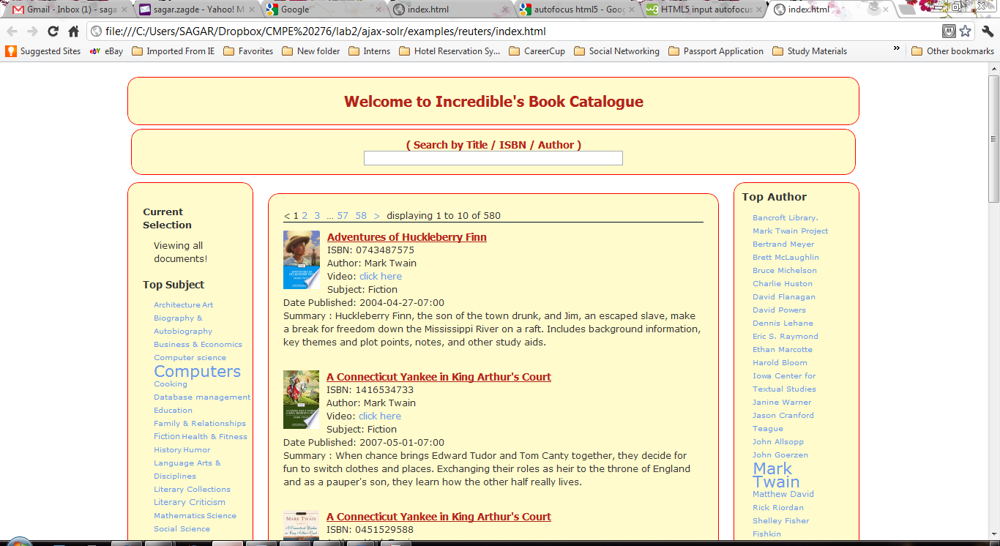 Gmail - Inbox (1) - saga
sagar.zagde - Yahoo! M
Google
index.html
autofocus html5 - Goo
HTML5 input autofocus
index.html
file:///C:/Users/SAGAR/Dropbox/CMPE%20276/lab2/ajax-solr/examples/reuters/index.html
Suggested Sites
eBay
Imported From IE
Favorites
New folder
Interns
Hotel Reservation Sy...
CareerCup
Social Networking
Passport Application
Study Materials
»
Other bookmarks
Welcome to Incredible's Book Catalogue
( Search by Title / ISBN / Author )
Current
Selection
Viewing all
documents!
Top Subject
Architecture Art
Biography &
Autobiography
Business & Economics
Computer science
Computers
Cooking
Database management
Education
Family & Relationships
Fiction Health & Fitness
History Humor
Language Arts &
Disciplines
Literary Collections
Literary Criticism
Mathematics Science
Social Science
< 1 2 3 ... 57 58 > displaying 1 to 10 of 580
Adventures of Huckleberry Finn
ISBN: 0743487575
Author: Mark Twain
Video: click here
Subject: Fiction
Date Published: 2004-04-27-07:00
Summary : Huckleberry Finn, the son of the town drunk, and Jim, an escaped slave, make
a break for freedom down the Mississippi River on a raft. Includes background information,
key themes and plot points, notes, and other study aids.
A Connecticut Yankee in King Arthur's Court
ISBN: 1416534733
Author: Mark Twain
Video: click here
Subject: Fiction
Date Published: 2007-05-01-07:00
Summary : When chance brings Edward Tudor and Tom Canty together, they decide for
fun to switch clothes and places. Exchanging their roles as heir to the throne of England
and as a pauper's son, they learn how the other half really lives.
MARK TWAIN
A Connecticut Yankee in King Arthur's Court
ISBN: 0451529588
Top Author
Bancroft Library.
Mark Twain Project
Bertrand Meyer
Brett McLaughlin
Bruce Michelson
Charlie Huston
David Flanagan
David Powers
Dennis Lehane
Eric S. Raymond
Ethan Marcotte
Harold Bloom
Iowa Center for
Textual Studies
Janine Warner
Jason Cranford
Teague
John Allsopp
John Goerzen
Mark
Twain
Matthew David
Rick Riordan
Shelley Fisher
Fishkin